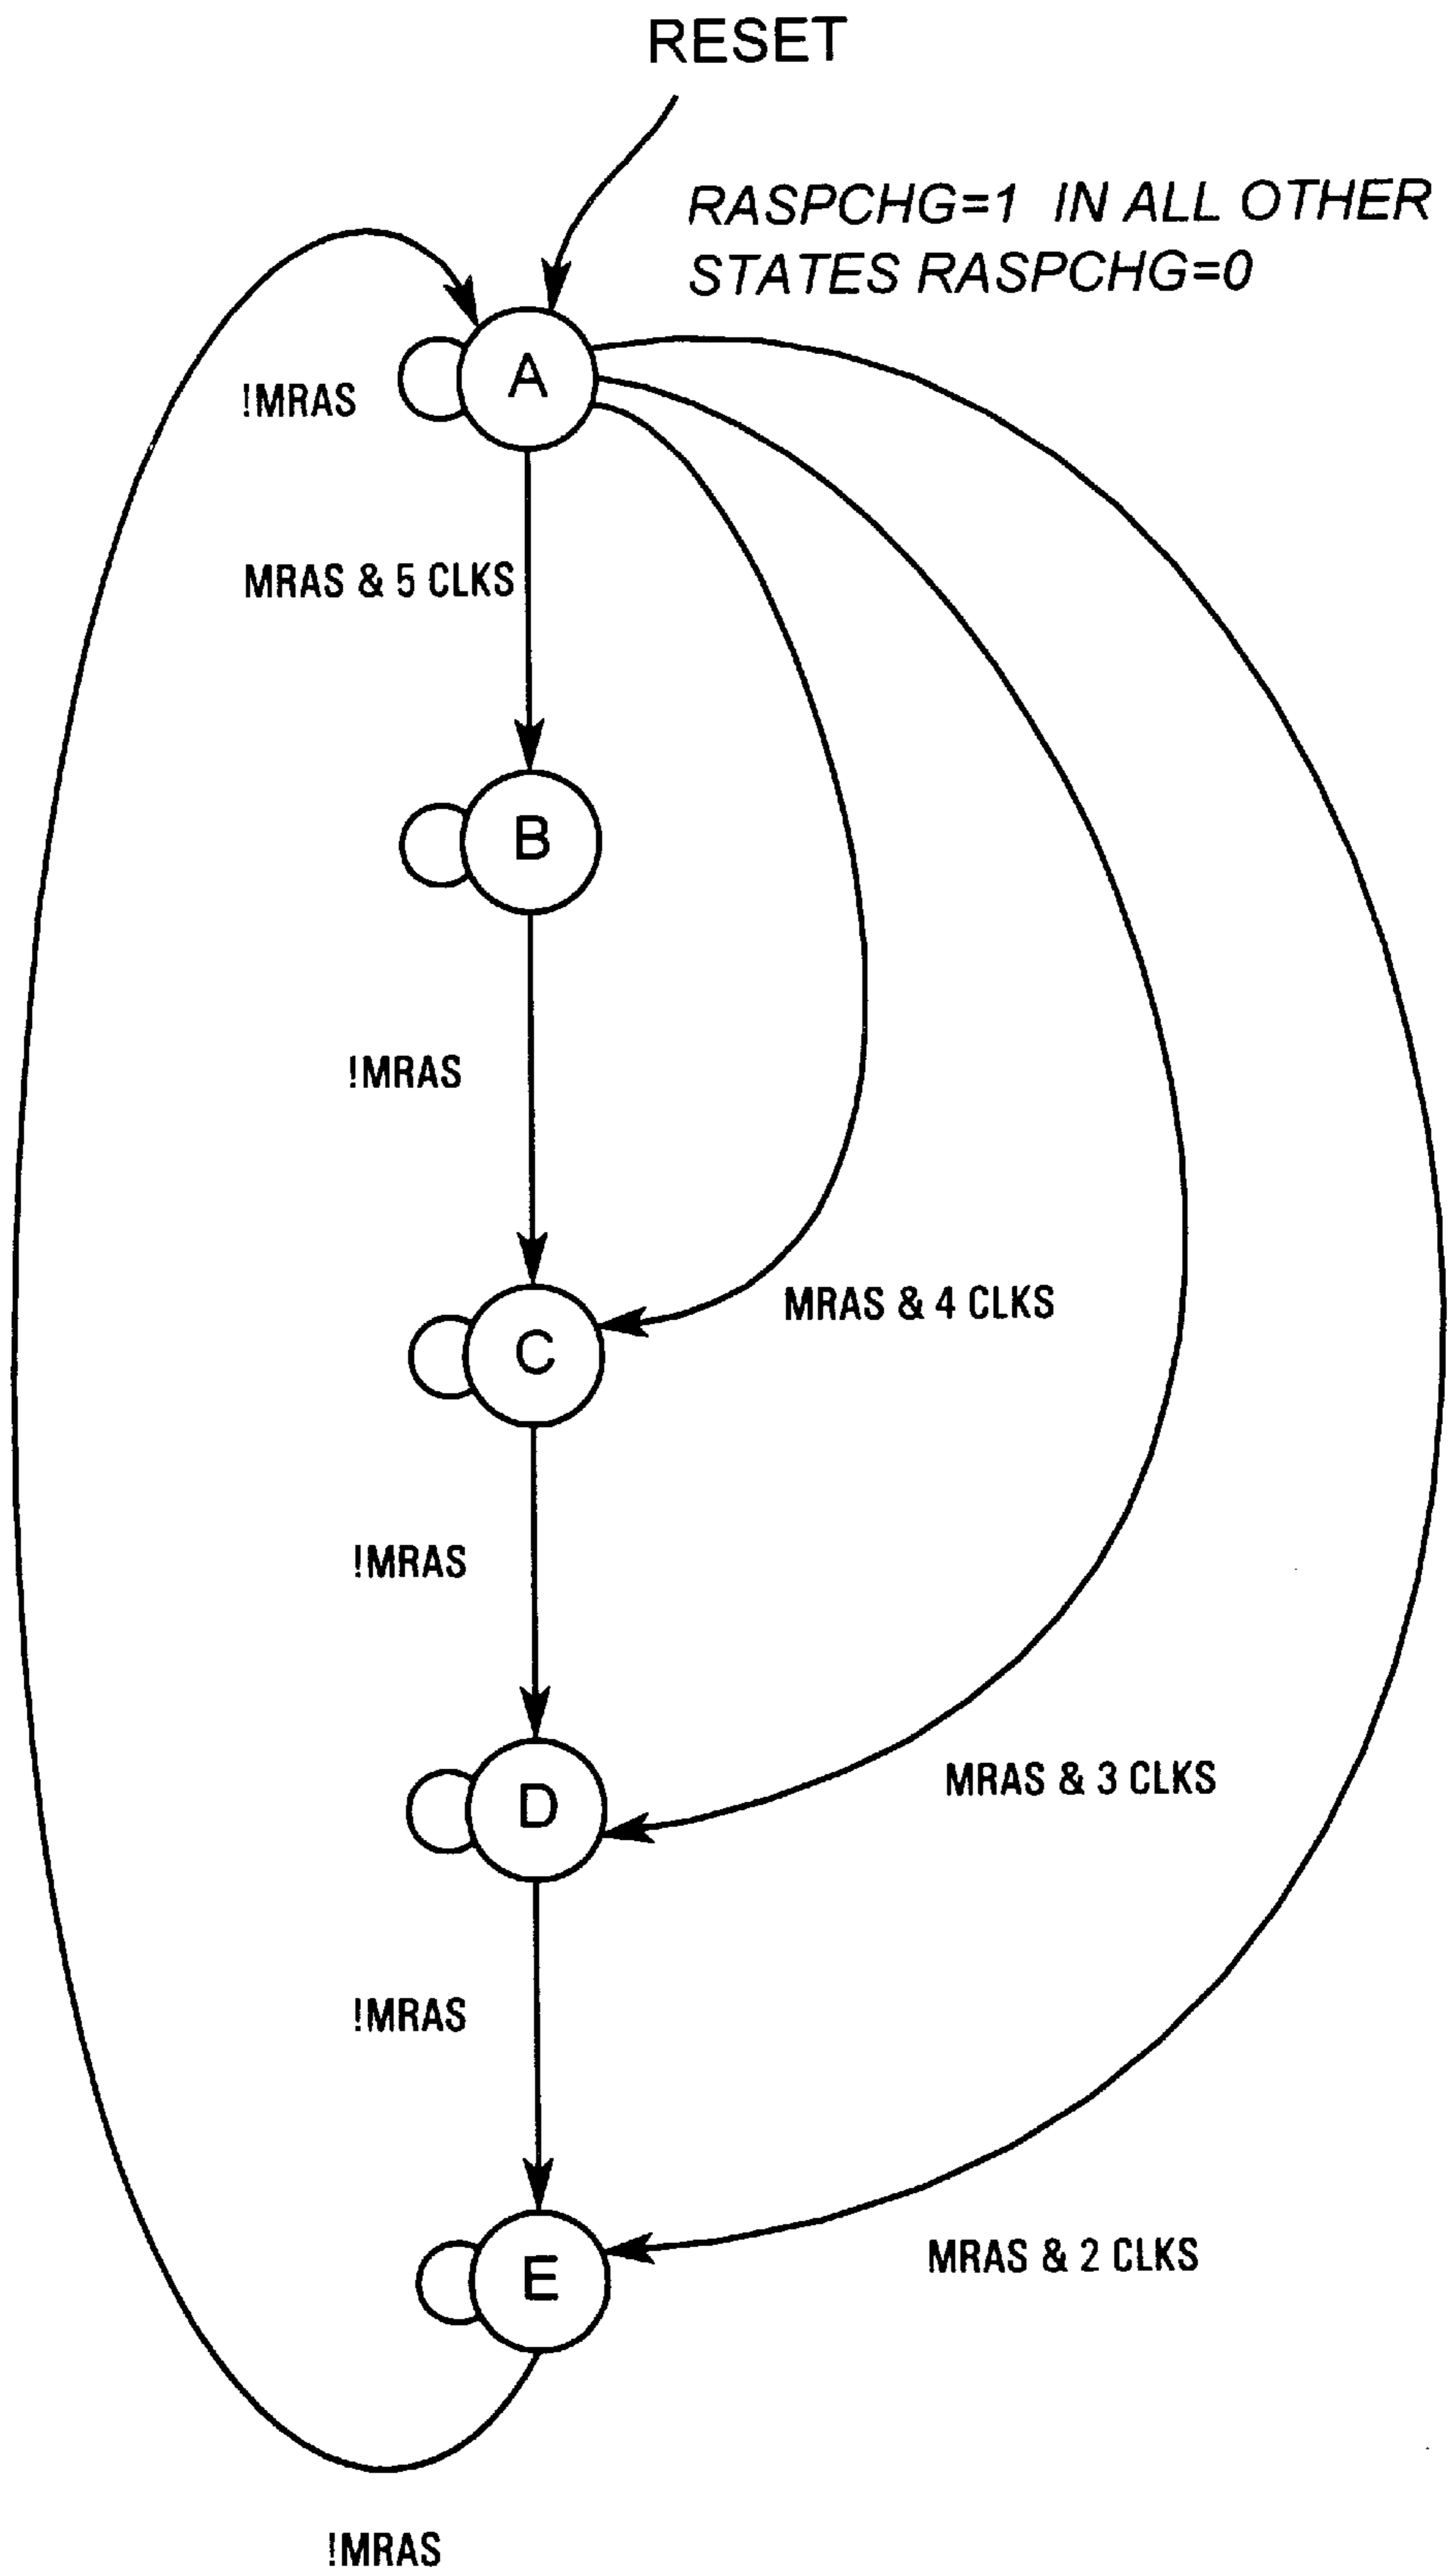 RESET
RASPCHG=1 IN ALL OTHER
STATES RASPCHG=0
A
!MRAS
MRAS & 5 CLKS
B
!MRAS
MRAS & 4 CLKS
C
!MRAS
MRAS & 3 CLKS
D
!MRAS
MRAS & 2 CLKS
E
!MRAS